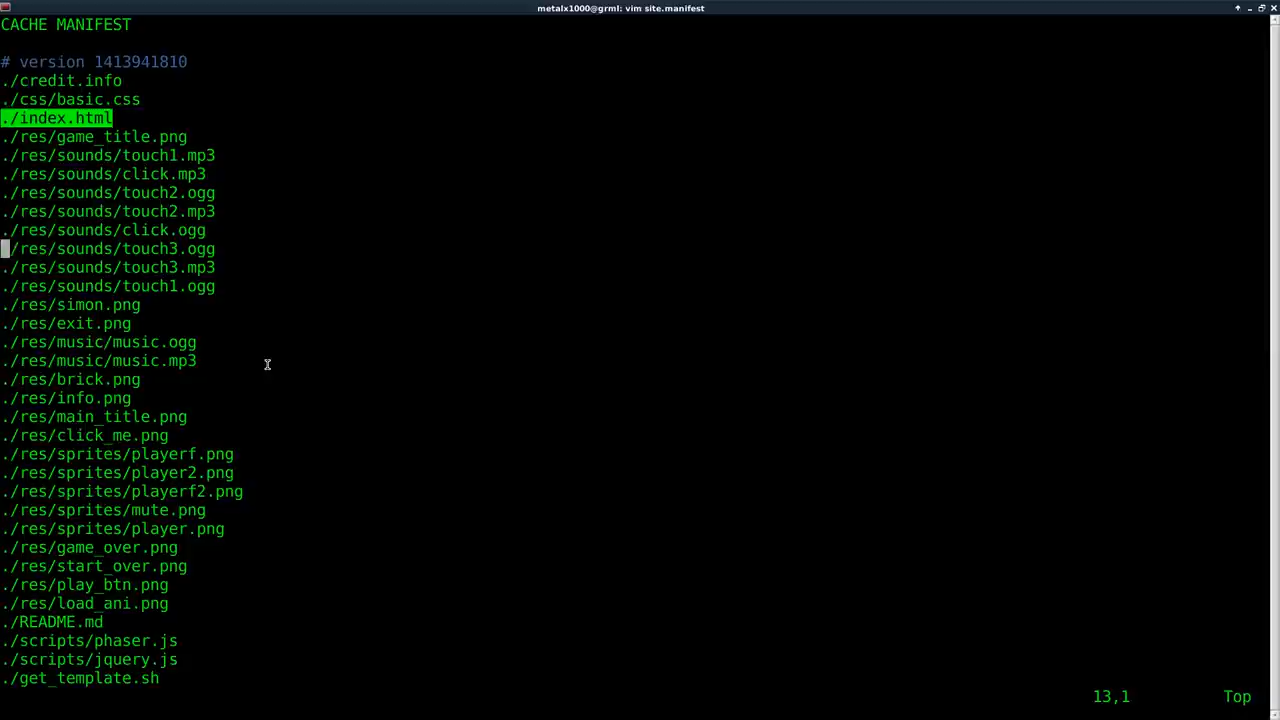 metalx1000@grml: vim site.manifest
CACHE MANIFEST
# version 1413941810
./credit.info
./css/basic.css
./index.html
./res/game_title.png
./res/sounds/touch1.mp3
./res/sounds/click.mp3
./res/sounds/touch2.ogg
./res/sounds/touch2.mp3
./res/sounds/click.ogg
./res/sounds/touch3.ogg
./res/sounds/touch3.mp3
./res/sounds/touch1.ogg
./res/simon.png
./res/exit.png
./res/music/music.ogg
./res/music/music.mp3
./res/brick.png
./res/info.png
./res/main_title.png
./res/click_me.png
./res/sprites/playerf.png
./res/sprites/player2.png
./res/sprites/playerf2.png
./res/sprites/mute.png
./res/sprites/player.png
./res/game_over.png
./res/start_over.png
./res/play_btn.png
./res/load_ani.png
./README.md
./scripts/phaser.js
./scripts/jquery.js
./get_template.sh
13,1 Top